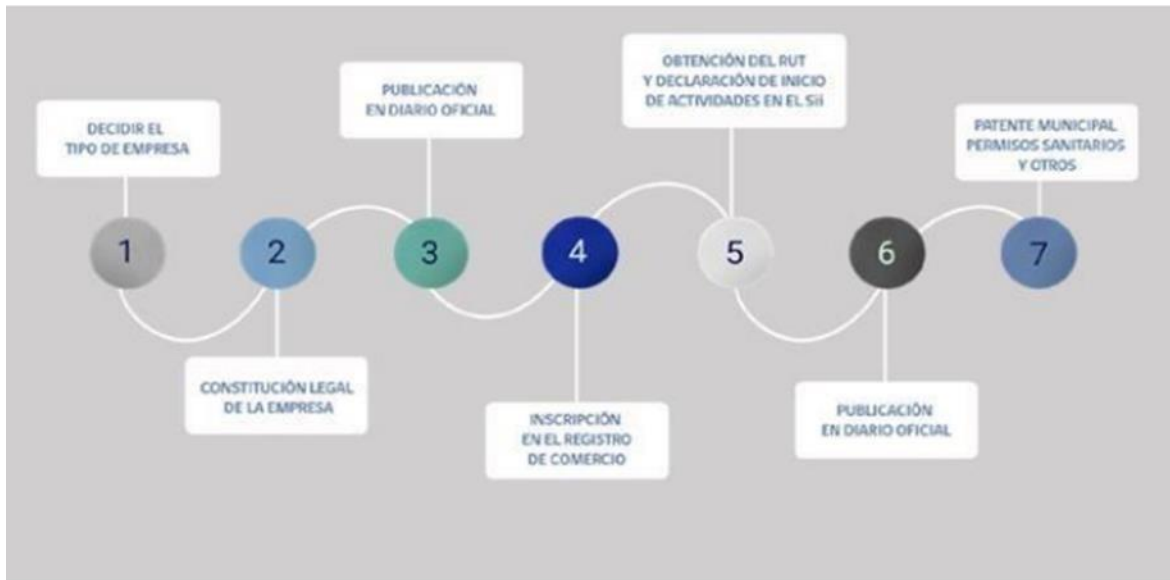 DECIDIR EL
TIPO DE EMPRESA
1
CONSTITUCIÓN LEGAL
DE LA EMPRESA
2
PUBLICACIÓN
EN DIARIO OFICIAL
3
INSCRIPCIÓN
EN EL REGISTRO
DE COMERCIO
4
OBTENCIÓN DEL RUT
Y DECLARACIÓN DE INICIO
DE ACTIVIDADES EN EL SII
5
PUBLICACIÓN
EN DIARIO OFICIAL
6
PATENTE MUNICIPAL
PERMISOS SANITARIOS
Y OTROS
7